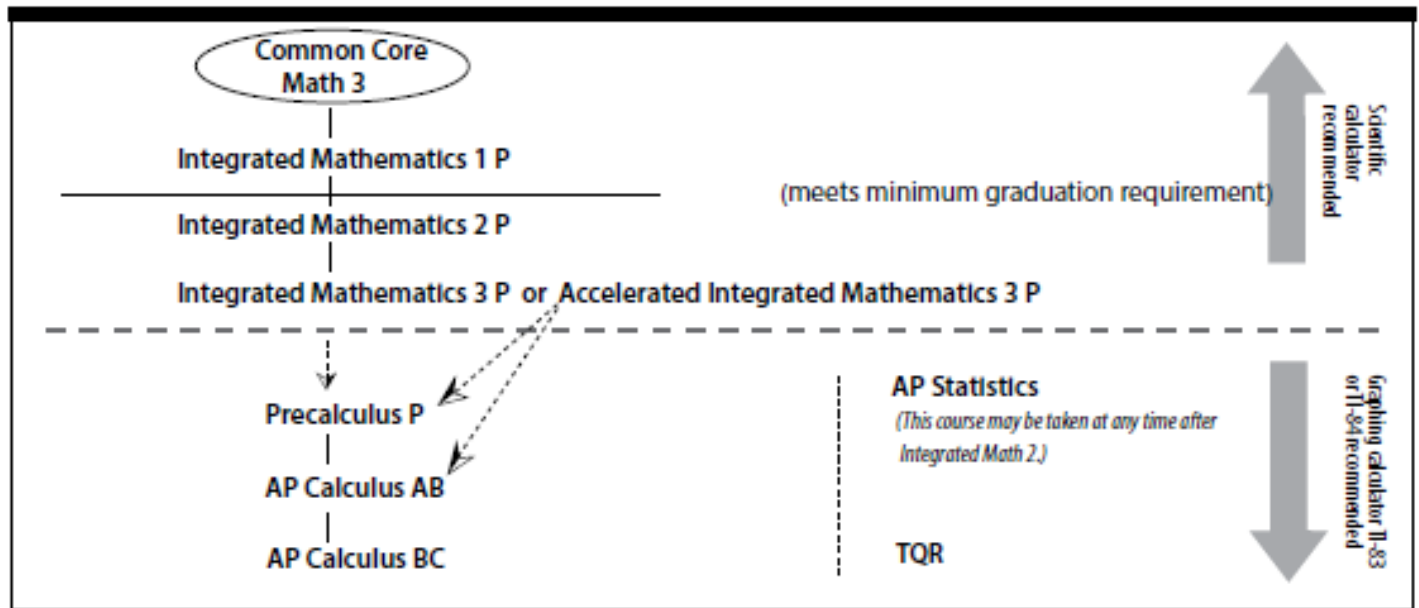 Common Core
Math 3
Integrated Mathematics 1 P
(meets minimum graduation requirement)
Integrated Mathematics 2 P
Integrated Mathematics 3 P or Accelerated Integrated Mathematics 3 P
Scientific
calculator
recommended
Precalculus P
AP Calculus AB
AP Calculus BC
AP Statistics
(This course may be taken at any time after
Integrated Math 2.)
TQR
Graphing calculator TI-83
or TI-84 recommended